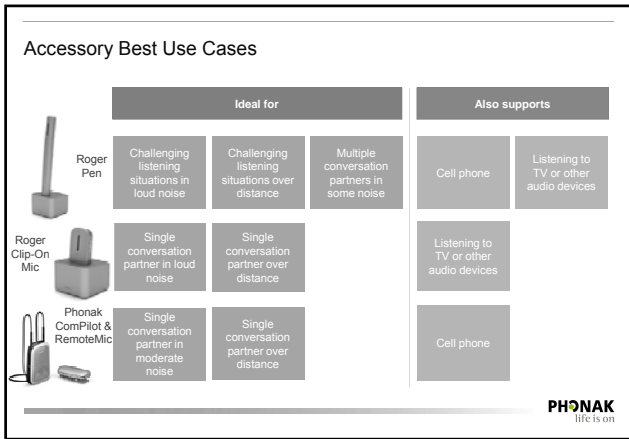 Accessory Best Use Cases
Ideal for
Also supports
Roger
Pen
Challenging
listening
situations in
loud noise
Challenging
listening
situations over
distance
Multiple
conversation
partners in
some noise
Cell phone
Listening to
TV or other
audio devices
Roger
Clip-On
Mic
Single
conversation
partner in loud
noise
Single
conversation
partner over
distance
Listening to
TV or other
audio devices
Phonak
ComPilot &
RemoteMic
Single
conversation
partner in
moderate
noise
Single
conversation
partner over
distance
Cell phone
PHONAK
life is on